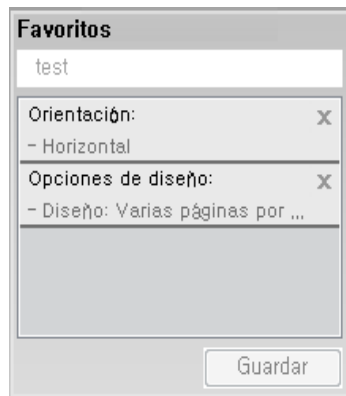 Favoritos
test
Orientación: X
- Horizontal
Opciones de diseño: X
- Diseño: Varias páginas por ...
Guardar